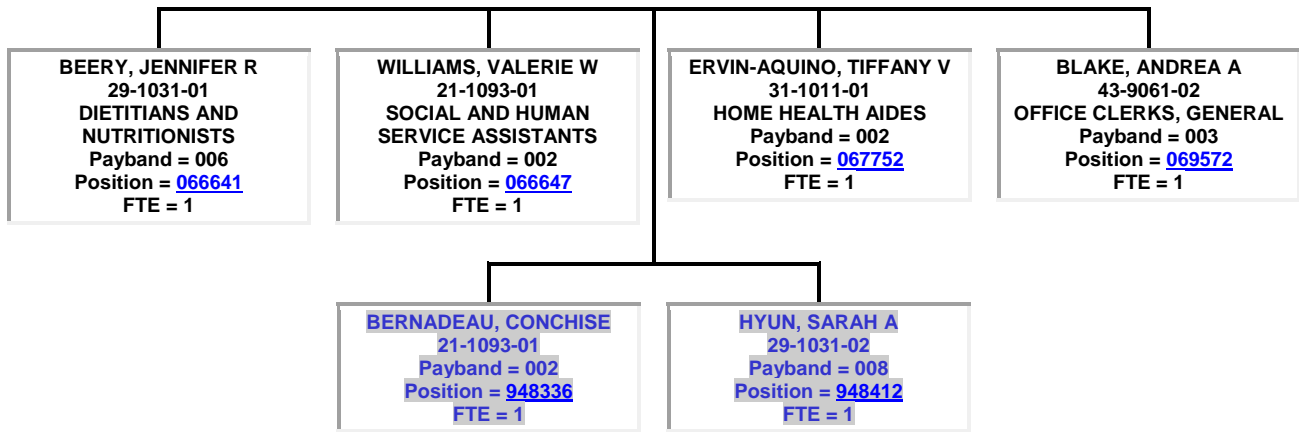 BEERY, JENNIFER R
29-1031-01
DIETITIANS AND
NUTRITIONISTS
Payband = 006
Position = 066641
FTE = 1
WILLIAMS, VALERIE W
21-1093-01
SOCIAL AND HUMAN
SERVICE ASSISTANTS
Payband = 002
Position = 066647
FTE = 1
ERVIN-AQUINO, TIFFANY V
31-1011-01
HOME HEALTH AIDES
Payband = 002
Position = 067752
FTE = 1
BLAKE, ANDREA A
43-9061-02
OFFICE CLERKS, GENERAL
Payband = 003
Position = 069572
FTE = 1
BERNADEAU, CONCHISE
21-1093-01
Payband = 002
Position = 948336
FTE = 1
HYUN, SARAH A
29-1031-02
Payband = 008
Position = 948412
FTE = 1